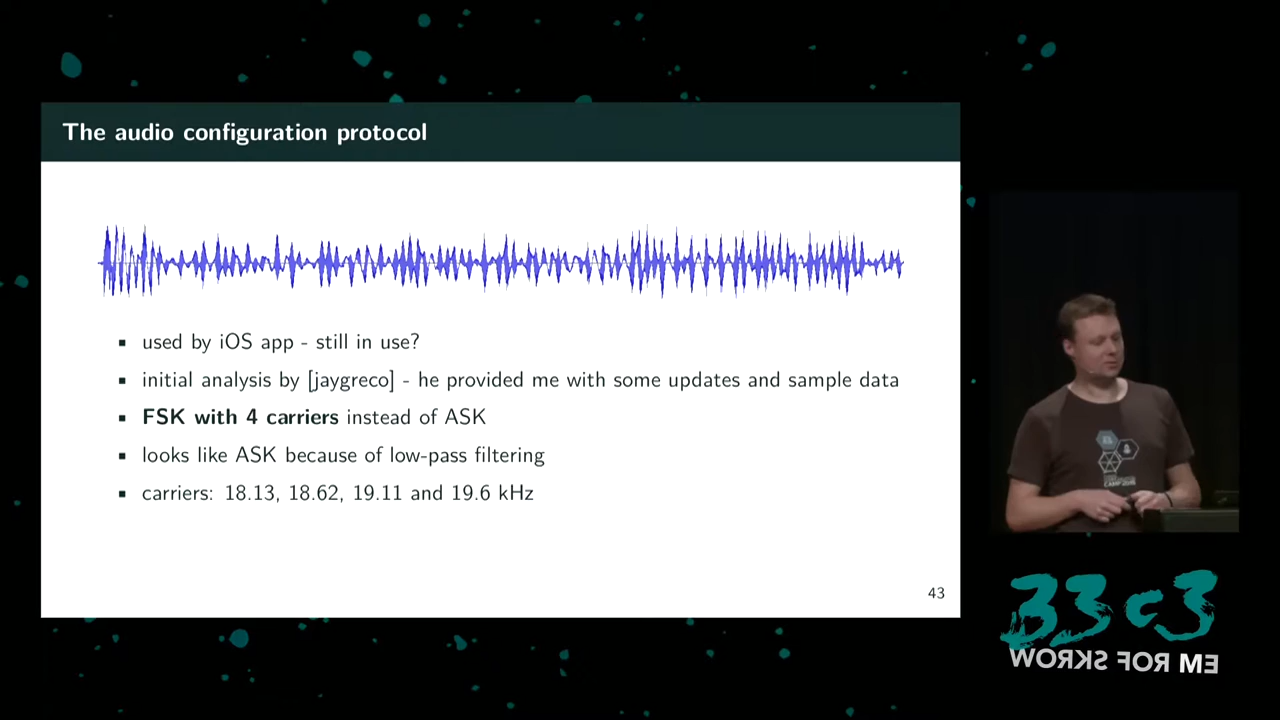 The audio configuration protocol
▪ used by iOS app - still in use?
▪ initial analysis by [jaygreco] - he provided me with some updates and sample data
▪ FSK with 4 carriers instead of ASK
▪ looks like ASK because of low-pass filtering
▪ carriers: 18.13, 18.62, 19.11 and 19.6 kHz
43
33c3
WORKS FOR ME